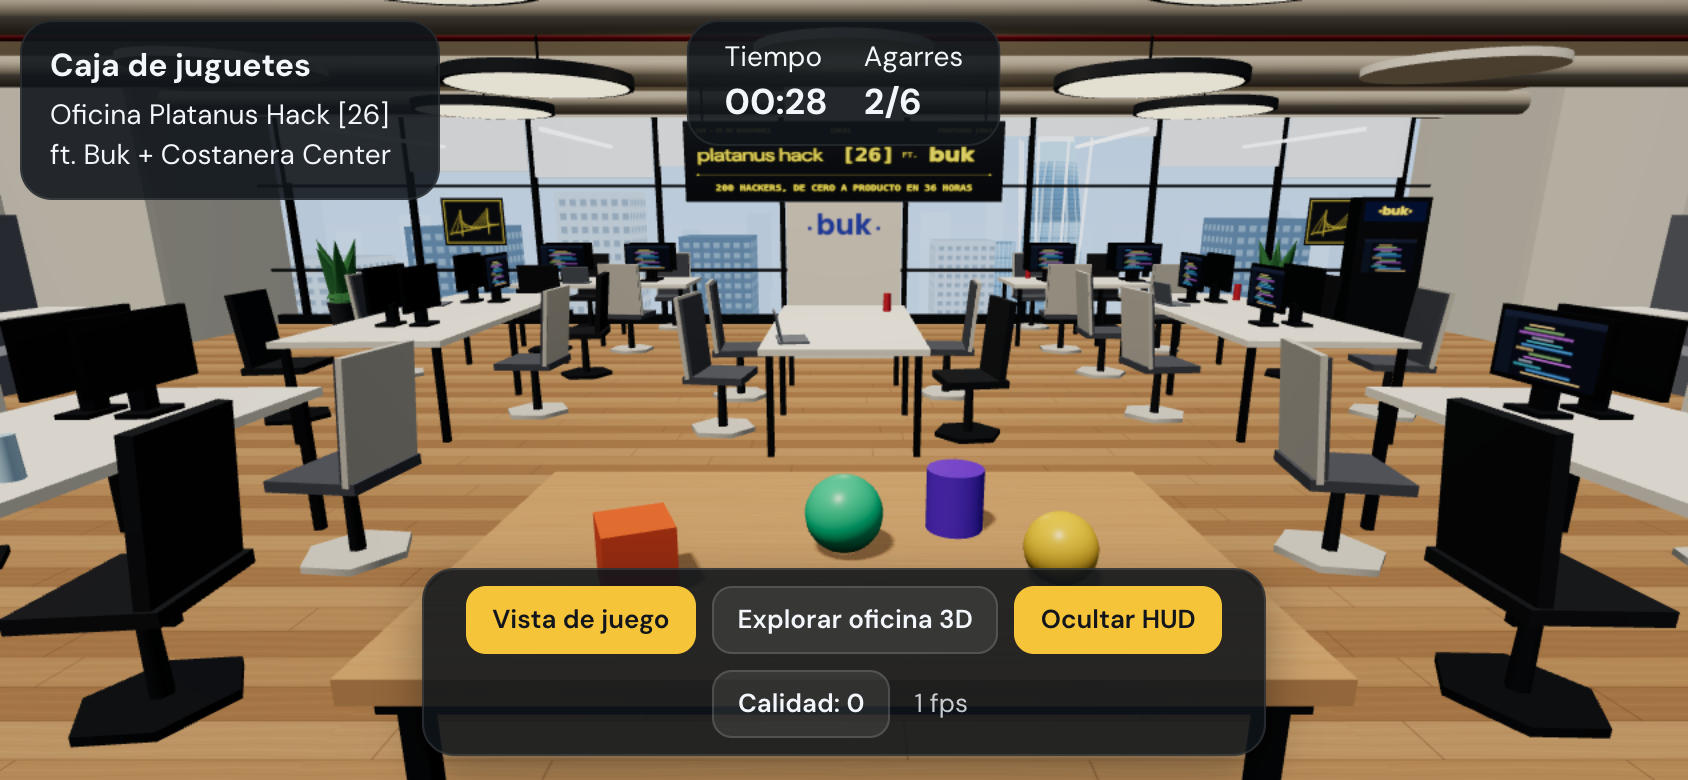 Caja de juguetes
Oficina Platanus Hack [26]
ft. Buk + Costanera Center
Tiempo Agarres
00:28 2/6
platanus hack [26] FT. buk
200 HACKERS, DE CERO A PRODUCTO EN 36 HORAS
·buk·
·buk·
Vista de juego
Explorar oficina 3D
Ocultar HUD
Calidad: 0
1 fps